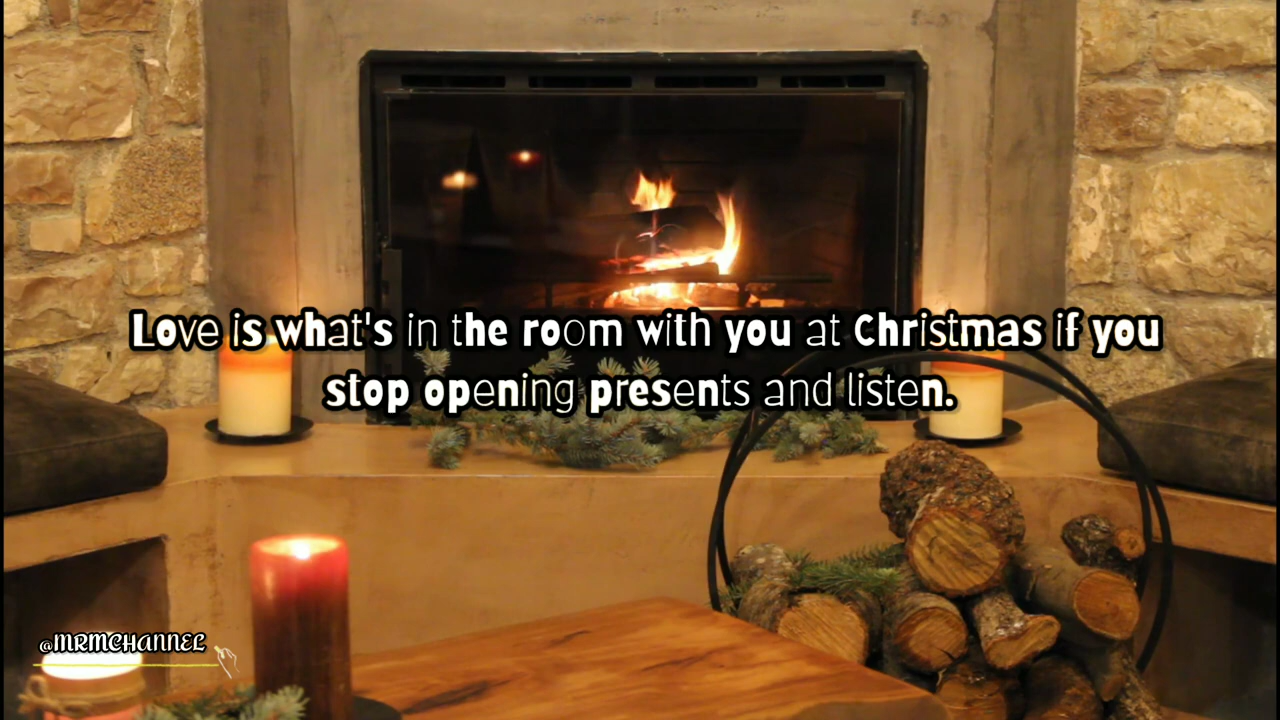 Love is what's in the room with you at Christmas if you
stop opening presents and listen.
@MRMCHANNEL